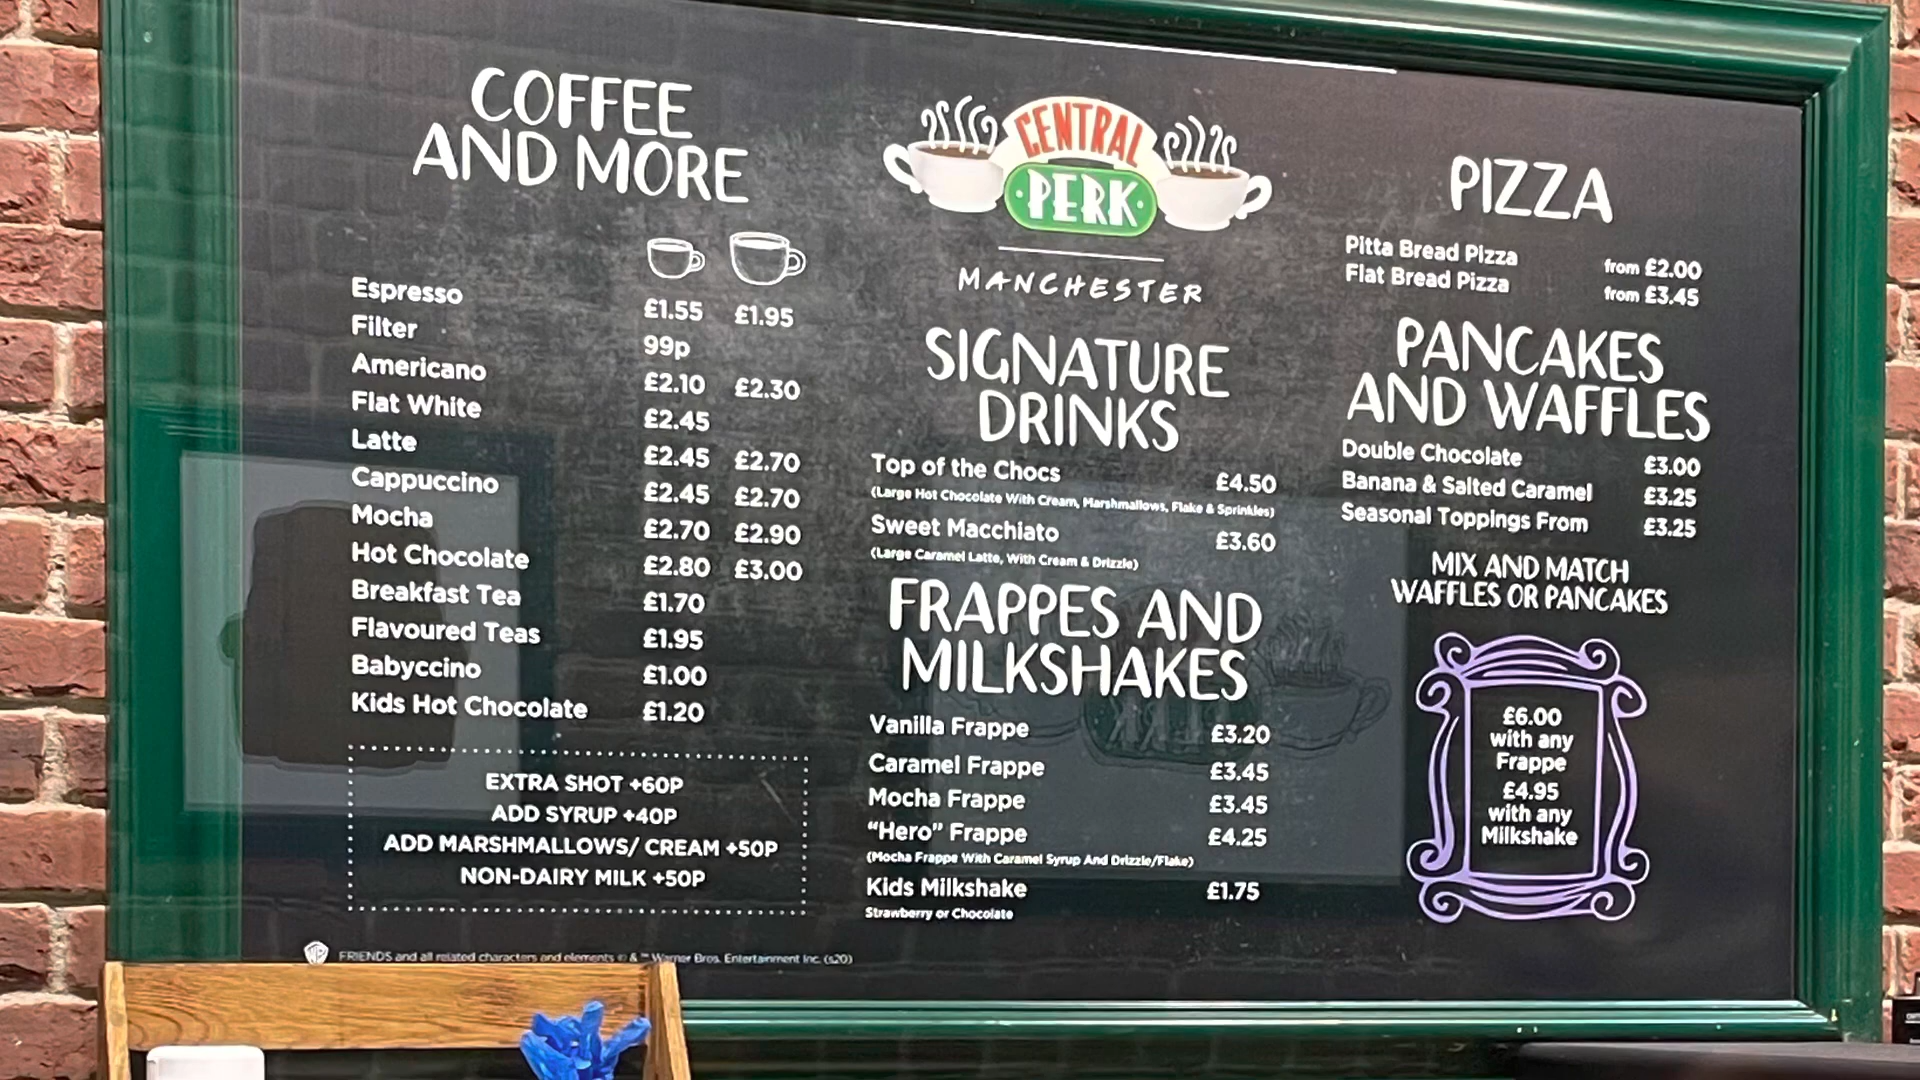 COFFEE
AND MORE
Espresso £1.55 £1.95
Filter 99p
Americano £2.10 £2.30
Flat White £2.45
Latte £2.45 £2.70
Cappuccino £2.45 £2.70
Mocha £2.70 £2.90
Hot Chocolate £2.80 £3.00
Breakfast Tea £1.70
Flavoured Teas £1.95
Babyccino £1.00
Kids Hot Chocolate £1.20
EXTRA SHOT +60P
ADD SYRUP +40P
ADD MARSHMALLOWS/ CREAM +50P
NON-DAIRY MILK +50P
FRIENDS and all related characters and elements © & ™ Warner Bros. Entertainment Inc. (s20)
CENTRAL
PERK
MANCHESTER
SIGNATURE
DRINKS
Top of the Chocs £4.50
(Large Hot Chocolate With Cream, Marshmallows, Flake & Sprinkles)
Sweet Macchiato £3.60
(Large Caramel Latte, With Cream & Drizzle)
FRAPPES AND
MILKSHAKES
Vanilla Frappe £3.20
Caramel Frappe £3.45
Mocha Frappe £3.45
“Hero” Frappe £4.25
(Mocha Frappe With Caramel Syrup And Drizzle/Flake)
Kids Milkshake £1.75
Strawberry or Chocolate
PIZZA
Pitta Bread Pizza from £2.00
Flat Bread Pizza from £3.45
PANCAKES
AND WAFFLES
Double Chocolate £3.00
Banana & Salted Caramel £3.25
Seasonal Toppings From £3.25
MIX AND MATCH
WAFFLES OR PANCAKES
£6.00
with any
Frappe
£4.95
with any
Milkshake